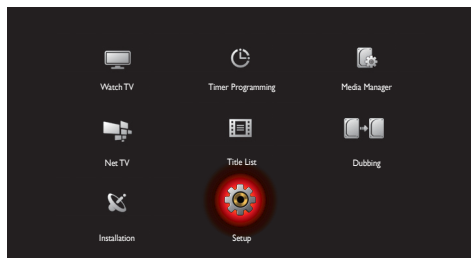 Watch TV
Timer Programming
Media Manager
Net TV
Title List
Dubbing
Installation
Setup